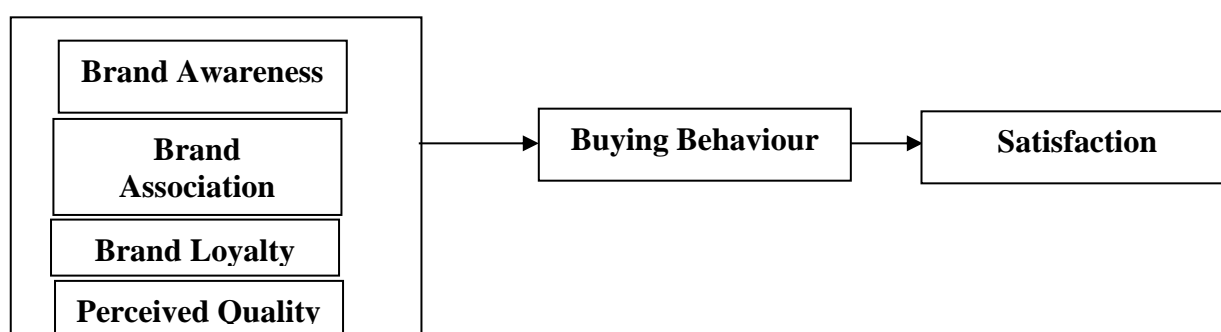 Brand Awareness
Brand
Association
Brand Loyalty
Perceived Quality
Buying Behaviour
Satisfaction